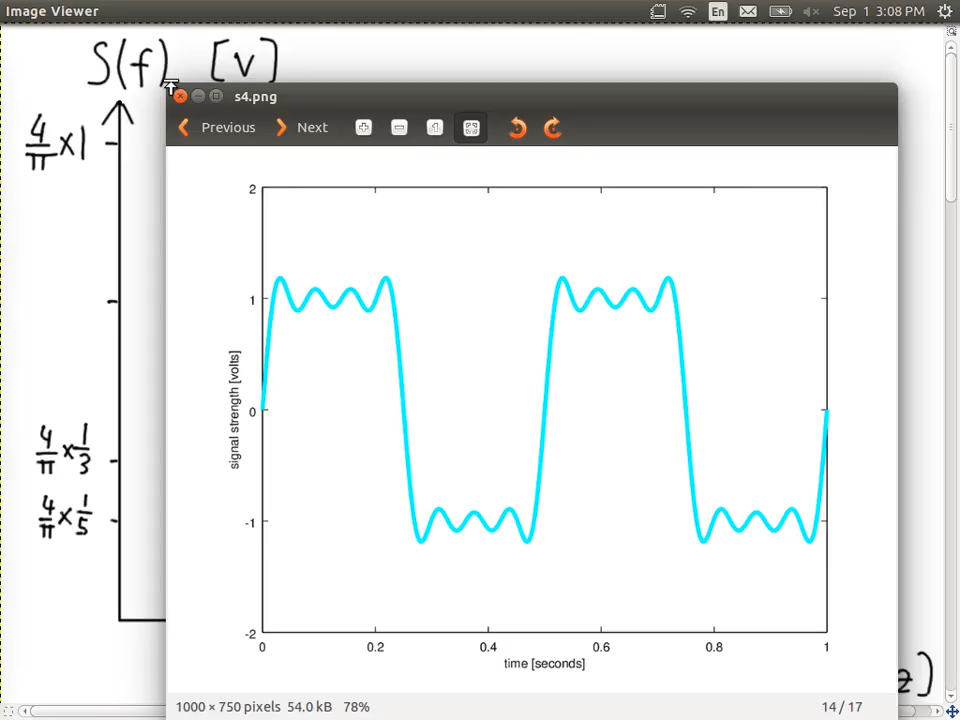 Image Viewer
En
Sep 1 3:08 PM
S(f) [v]
s4.png
Previous
Next
4/π x 1
4/π x 1/3
4/π x 1/5
2
1
0
-1
-2
signal strength [volts]
0 0.2 0.4 0.6 0.8 1
time [seconds]
z)
1000 × 750 pixels 54.0 kB 78%
14 / 17